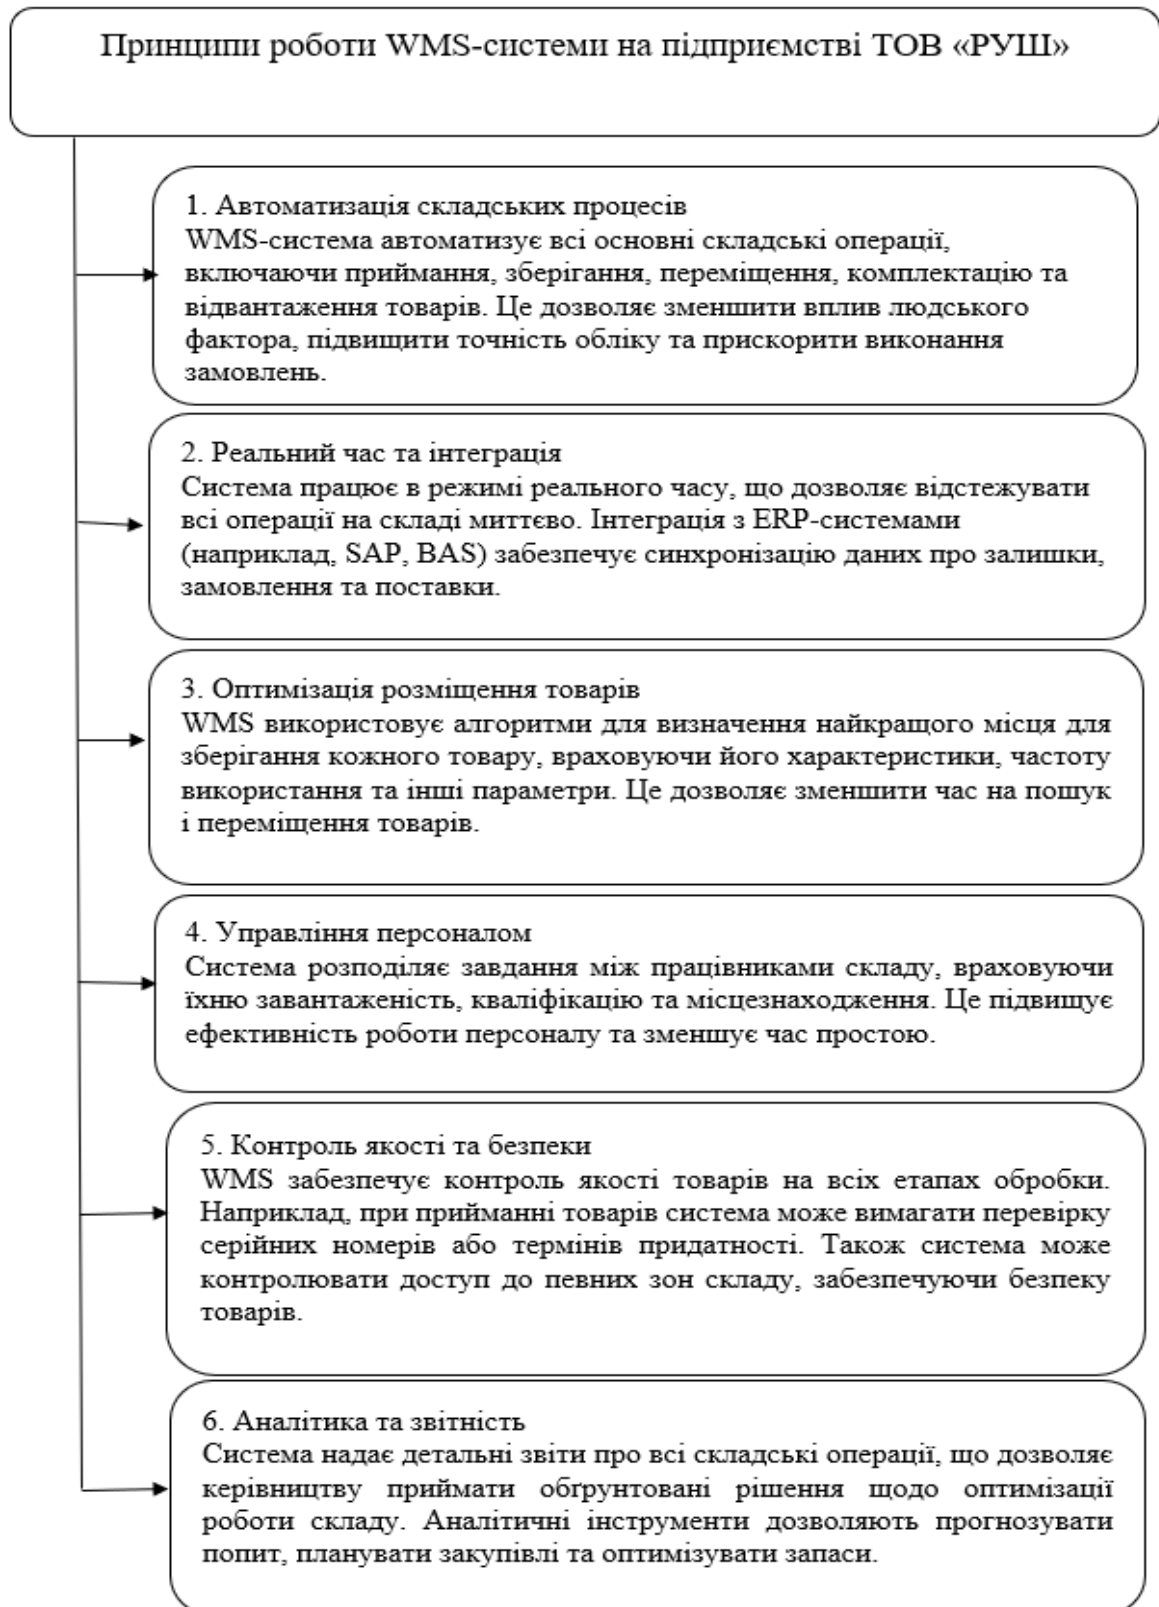 Принципи роботи WMS-системи на підприємстві ТОВ «РУШ»
1. Автоматизація складських процесів
WMS-система автоматизує всі основні складські операції,
включаючи приймання, зберігання, переміщення, комплектацію та
відвантаження товарів. Це дозволяє зменшити вплив людського
фактора, підвищити точність обліку та прискорити виконання
замовлень.
2. Реальний час та інтеграція
Система працює в режимі реального часу, що дозволяє відстежувати
всі операції на складі миттєво. Інтеграція з ERP-системами
(наприклад, SAP, BAS) забезпечує синхронізацію даних про залишки,
замовлення та поставки.
3. Оптимізація розміщення товарів
WMS використовує алгоритми для визначення найкращого місця для
зберігання кожного товару, враховуючи його характеристики, частоту
використання та інші параметри. Це дозволяє зменшити час на пошук
і переміщення товарів.
4. Управління персоналом
Система розподіляє завдання між працівниками складу, враховуючи
їхню завантаженість, кваліфікацію та місцезнаходження. Це підвищує
ефективність роботи персоналу та зменшує час простою.
5. Контроль якості та безпеки
WMS забезпечує контроль якості товарів на всіх етапах обробки.
Наприклад, при прийманні товарів система може вимагати перевірку
серійних номерів або термінів придатності. Також система може
контролювати доступ до певних зон складу, забезпечуючи безпеку
товарів.
6. Аналітика та звітність
Система надає детальні звіти про всі складські операції, що дозволяє
керівництву приймати обґрунтовані рішення щодо оптимізації
роботи складу. Аналітичні інструменти дозволяють прогнозувати
попит, планувати закупівлі та оптимізувати запаси.